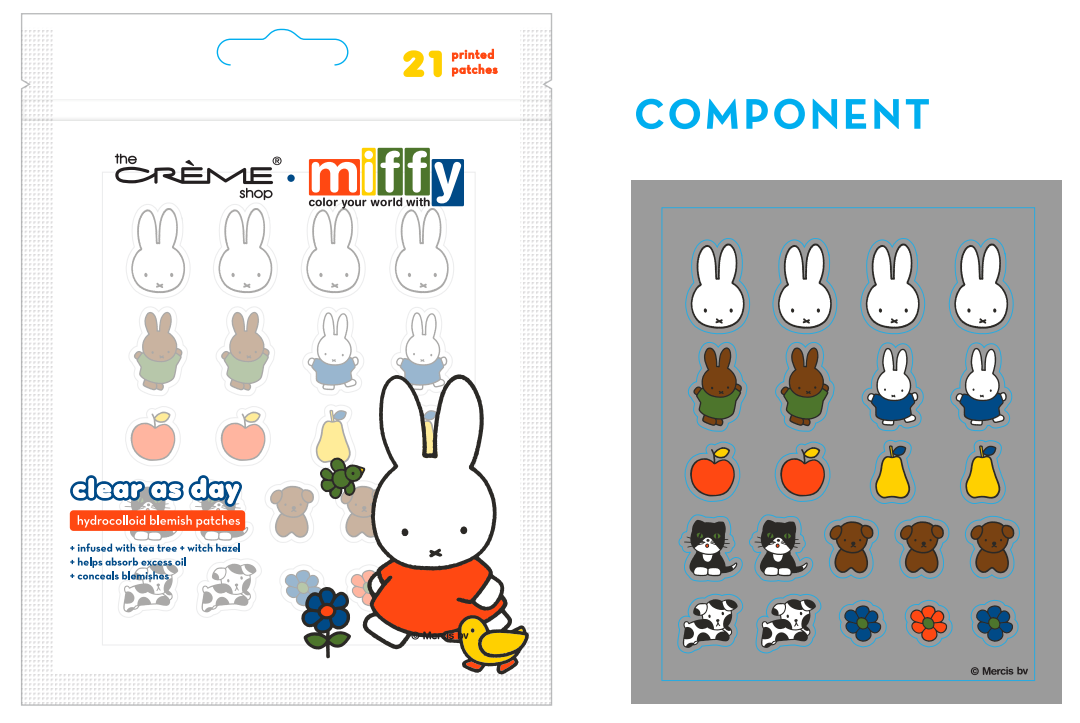 21 printed
patches
the
CRÈME®
shop
•
miffy
color your world with
clear as day
hydrocolloid blemish patches
+ infused with tea tree + witch hazel
+ helps absorb excess oil
+ conceals blemishes
© Mercis bv
COMPONENT
© Mercis bv